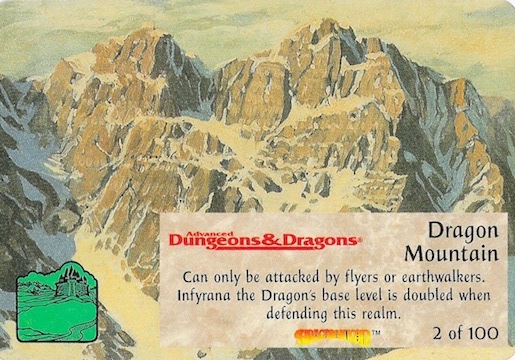 Advanced
Dungeons & Dragons®
Dragon
Mountain
Can only be attacked by flyers or earthwalkers.
Infyrana the Dragon's base level is doubled when
defending this realm.
™
2 of 100